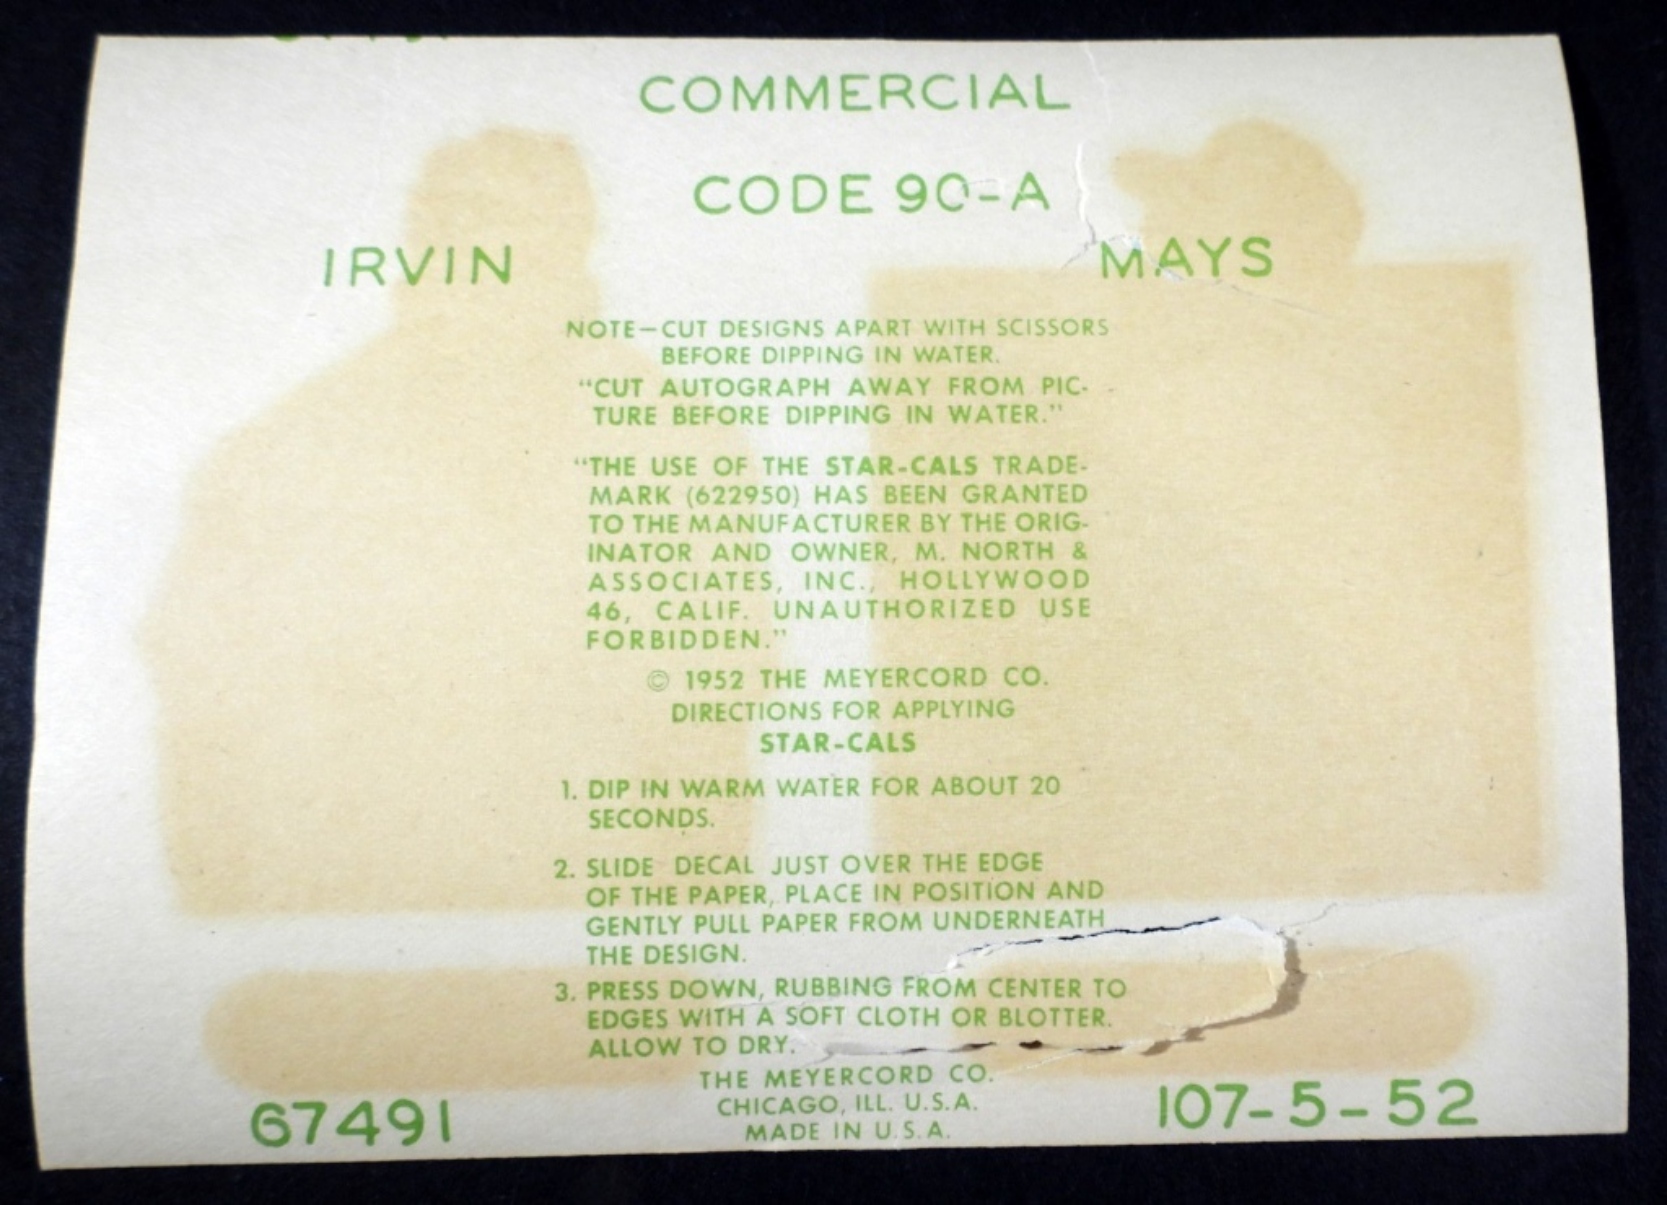 COMMERCIAL
CODE 90-A
IRVIN MAYS
NOTE—CUT DESIGNS APART WITH SCISSORS
BEFORE DIPPING IN WATER.
"CUT AUTOGRAPH AWAY FROM PIC-
TURE BEFORE DIPPING IN WATER."
"THE USE OF THE STAR-CALS TRADE-
MARK (622950) HAS BEEN GRANTED
TO THE MANUFACTURER BY THE ORIG-
INATOR AND OWNER, M. NORTH &
ASSOCIATES, INC., HOLLYWOOD
46, CALIF. UNAUTHORIZED USE
FORBIDDEN."
© 1952 THE MEYERCORD CO.
DIRECTIONS FOR APPLYING
STAR-CALS
1. DIP IN WARM WATER FOR ABOUT 20
SECONDS.
2. SLIDE DECAL JUST OVER THE EDGE
OF THE PAPER, PLACE IN POSITION AND
GENTLY PULL PAPER FROM UNDERNEATH
THE DESIGN.
3. PRESS DOWN, RUBBING FROM CENTER TO
EDGES WITH A SOFT CLOTH OR BLOTTER.
ALLOW TO DRY.
THE MEYERCORD CO.
CHICAGO, ILL. U.S.A.
MADE IN U.S.A.
67491 107-5-52